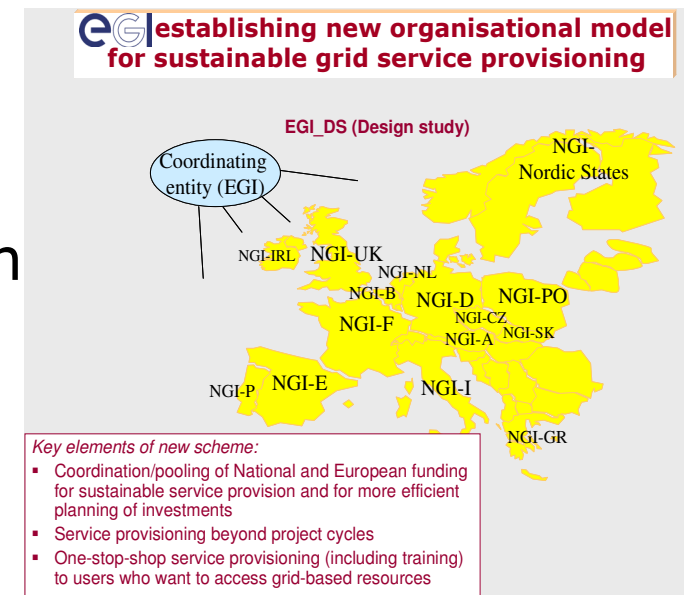 eGI establishing new organisational model
for sustainable grid service provisioning
EGI_DS (Design study)
Coordinating
entity (EGI)
NGI-
Nordic States
n
NGI-IRL
NGI-UK
NGI-NL
NGI-B
NGI-D
NGI-PO
NGI-CZ
NGI-F
NGI-SK
NGI-A
NGI-P
NGI-E
NGI-I
NGI-GR
Key elements of new scheme:
▪ Coordination/pooling of National and European funding
for sustainable service provision and for more efficient
planning of investments
▪ Service provisioning beyond project cycles
▪ One-stop-shop service provisioning (including training)
to users who want to access grid-based resources